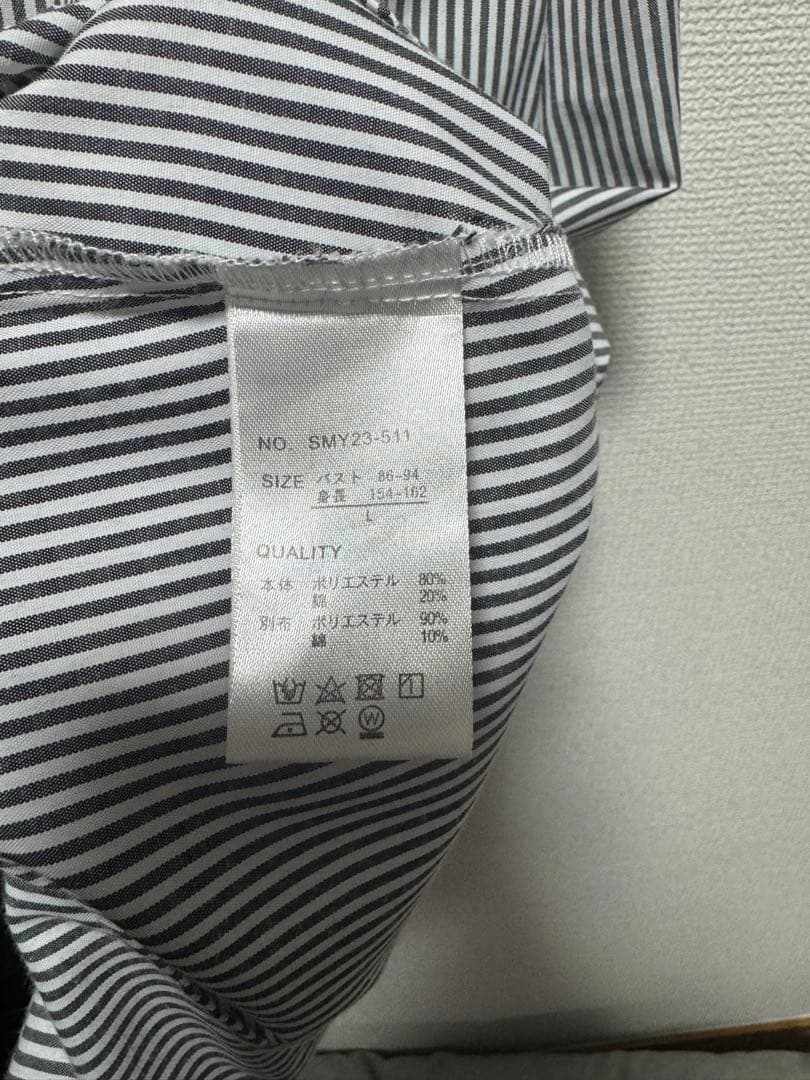 NO. SMY23-511
SIZE バスト 86-94
身長 154-162
L
QUALITY
本体 ポリエステル 80%
綿 20%
別布 ポリエステル 90%
綿 10%
W